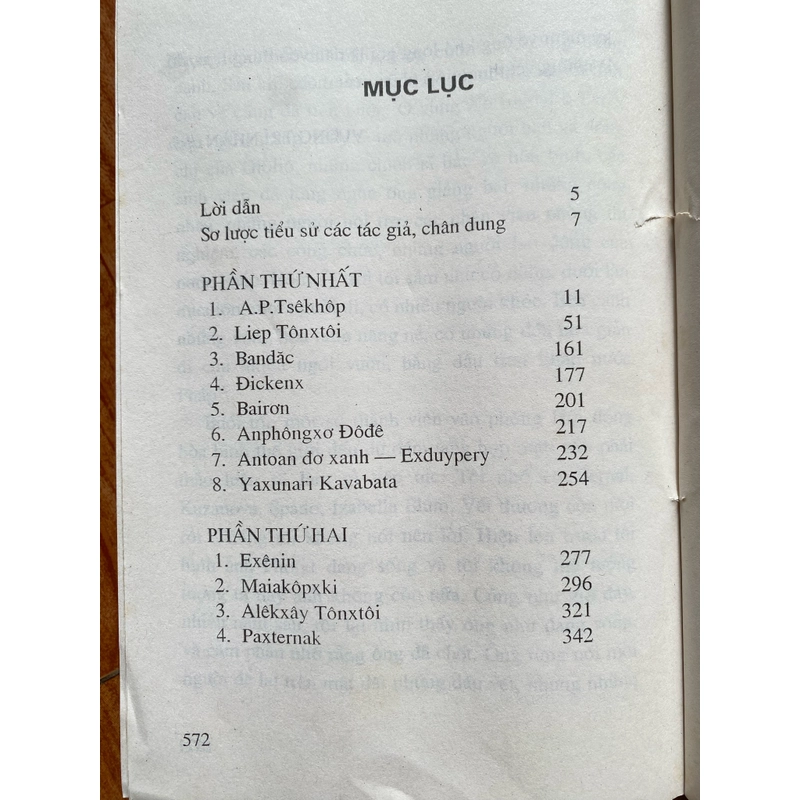 MỤC LỤC
Lời dẫn 5
Sơ lược tiểu sử các tác giả, chân dung 7
PHẦN THỨ NHẤT
1. A.P.Tsêkhôp 11
2. Liep Tônxtôi 51
3. Bandăc 161
4. Đickenx 177
5. Bairơn 201
6. Anphôngxơ Đôđê 217
7. Antoan đơ xanh — Exduypery 232
8. Yaxunari Kavabata 254
PHẦN THỨ HAI
1. Exênin 277
2. Maiakôpxki 296
3. Alêkxây Tônxtôi 321
4. Paxternak 342
572